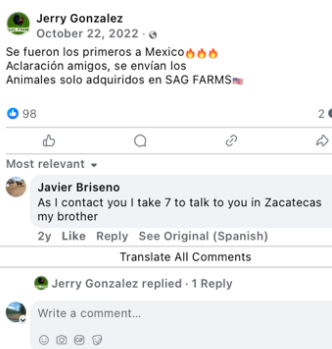 Jerry Gonzalez
October 22, 2022 ·
Se fueron los primeros a Mexico🔥🔥🔥
Aclaración amigos, se envían los
Animales solo adquiridos en SAG FARMS🇺🇸
98
2
Most relevant
Javier Briseno
As I contact you I take 7 to talk to you in Zacatecas
my brother
2y Like Reply See Original (Spanish)
Translate All Comments
Jerry Gonzalez replied · 1 Reply
Write a comment...